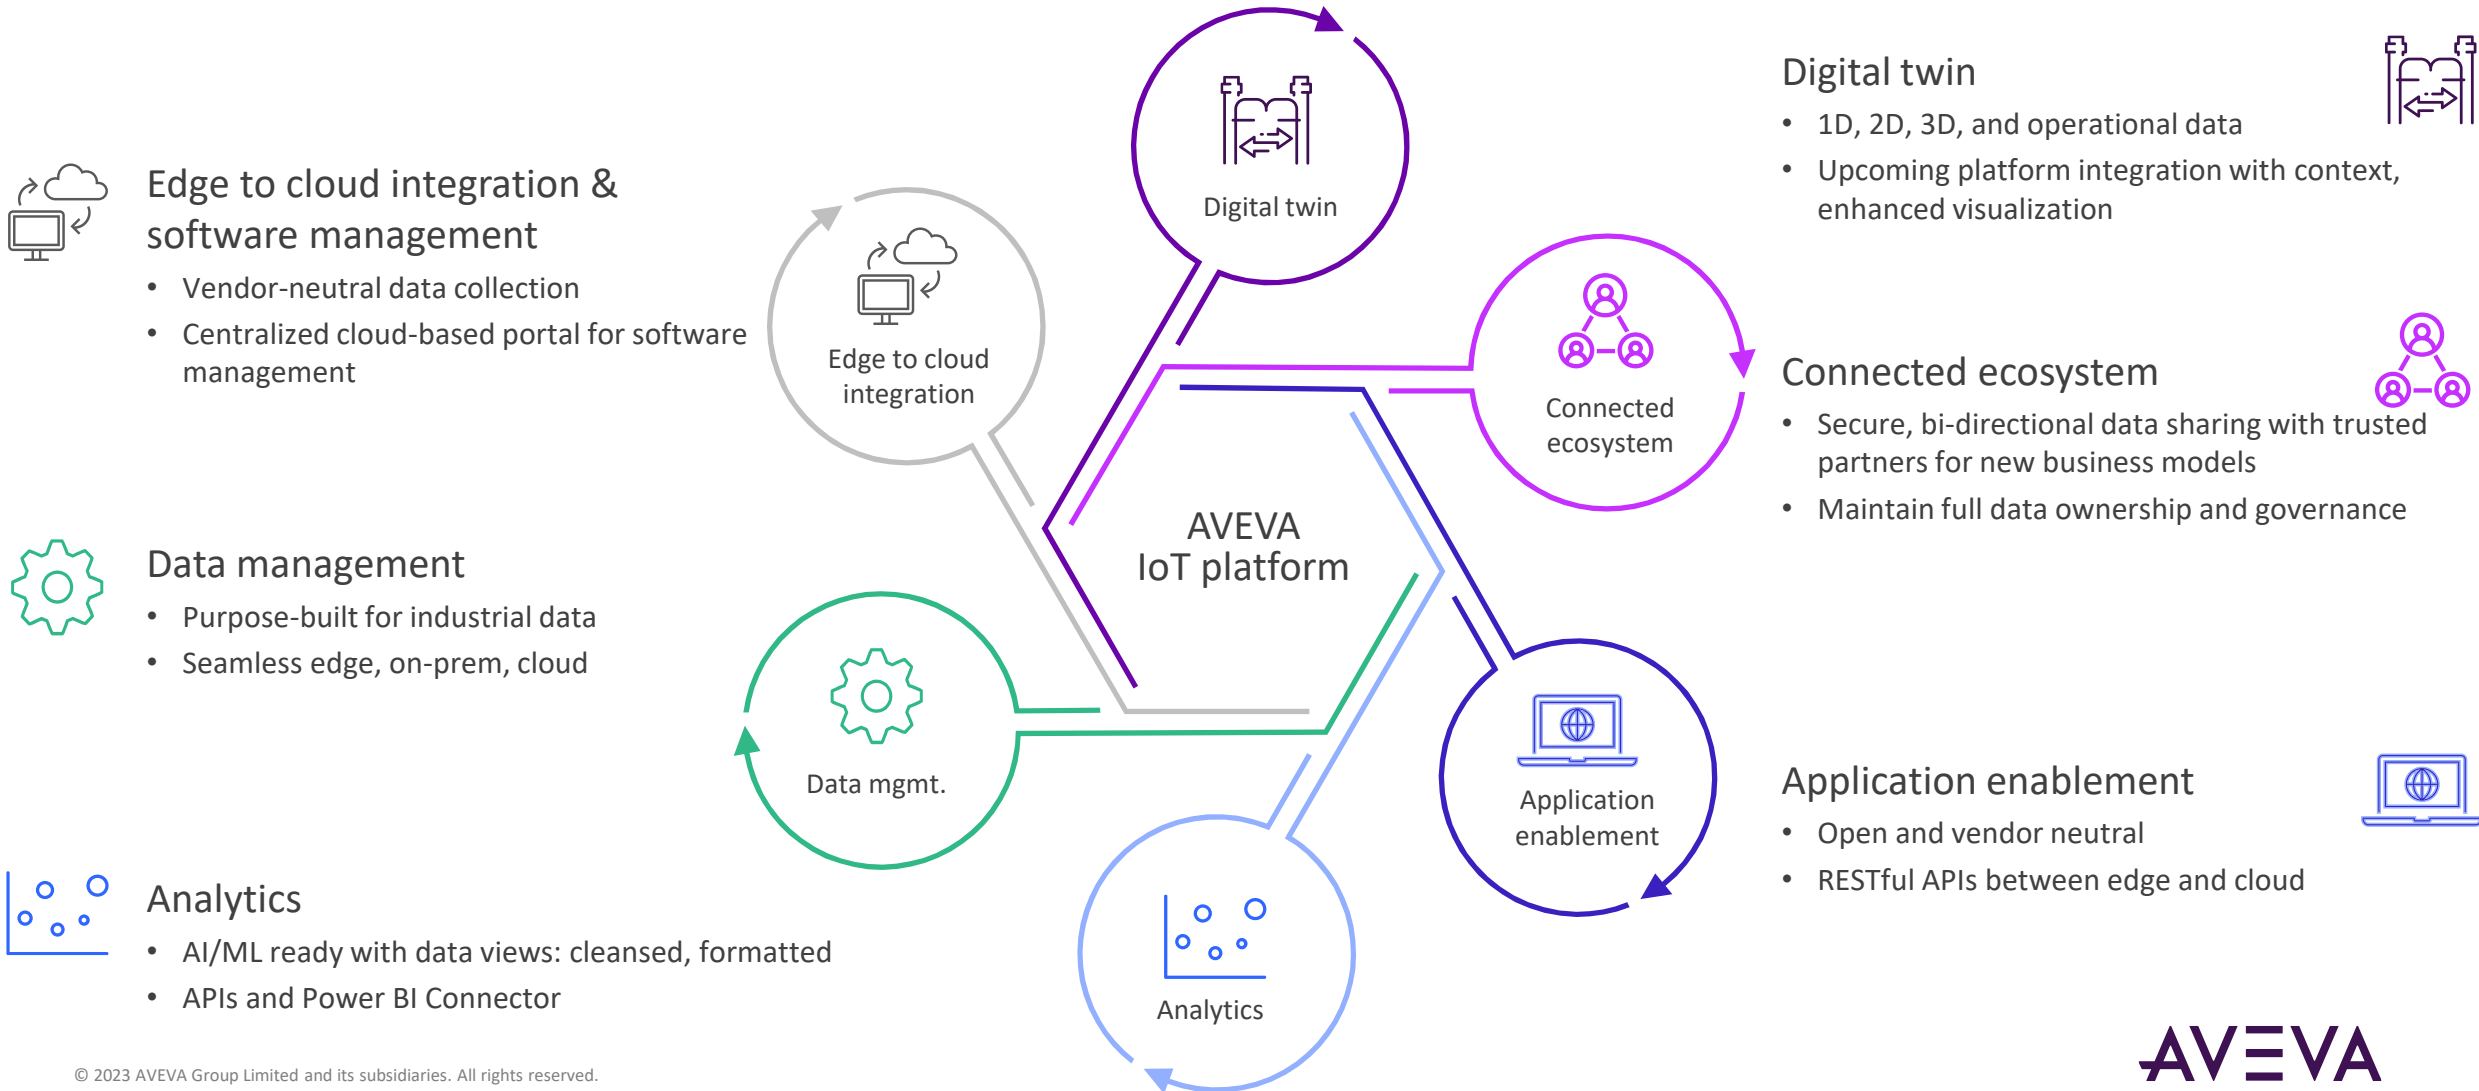 Edge to cloud integration &
software management
• Vendor-neutral data collection
• Centralized cloud-based portal for software
management
Data management
• Purpose-built for industrial data
• Seamless edge, on-prem, cloud
Analytics
• AI/ML ready with data views: cleansed, formatted
• APIs and Power BI Connector
Digital twin
Edge to cloud
integration
Connected
ecosystem
AVEVA
IoT platform
Data mgmt.
Application
enablement
Analytics
Digital twin
• 1D, 2D, 3D, and operational data
• Upcoming platform integration with context,
enhanced visualization
Connected ecosystem
• Secure, bi-directional data sharing with trusted
partners for new business models
• Maintain full data ownership and governance
Application enablement
• Open and vendor neutral
• RESTful APIs between edge and cloud
© 2023 AVEVA Group Limited and its subsidiaries. All rights reserved.
AVEVA